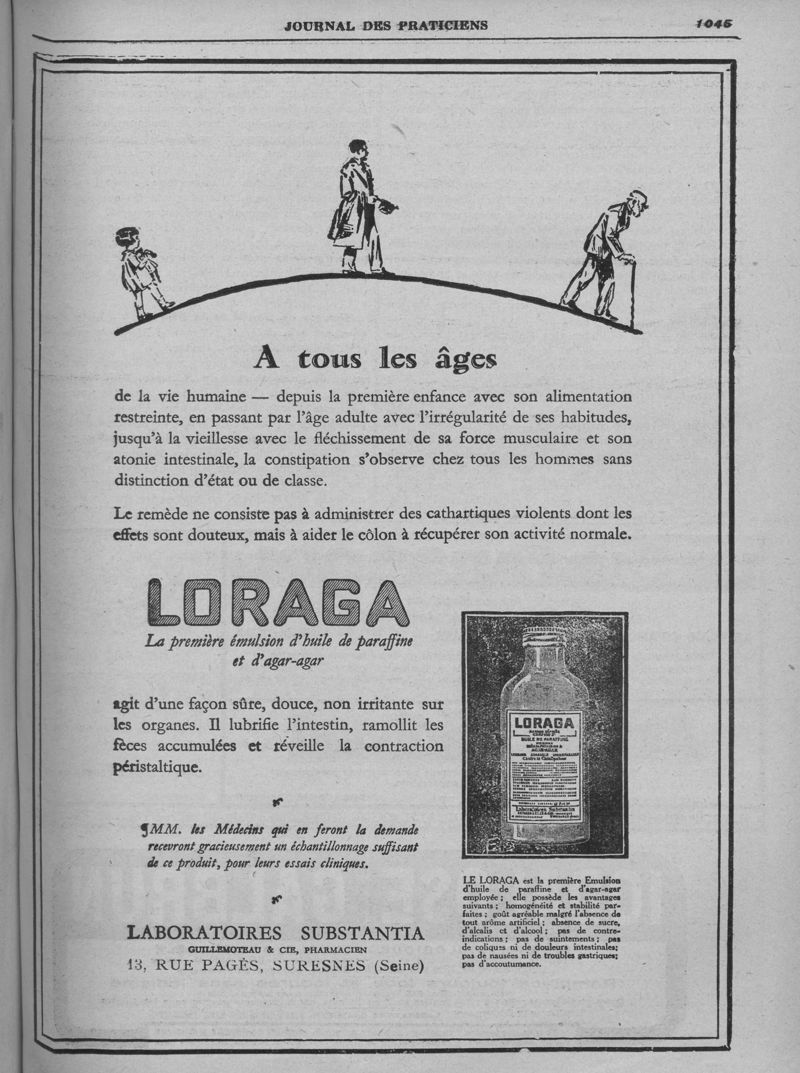 JOURNAL DES PRATICIENS
1045
A tous les âges
de la vie humaine — depuis la première enfance avec son alimentation
restreinte, en passant par l'âge adulte avec l'irrégularité de ses habitudes,
jusqu'à la vieillesse avec le fléchissement de sa force musculaire et son
atonie intestinale, la constipation s'observe chez tous les hommes sans
distinction d'état ou de classe.
Le remède ne consiste pas à administrer des cathartiques violents dont les
effets sont douteux, mais à aider le côlon à récupérer son activité normale.
LORAGA
La première émulsion d'huile de paraffine
et d'agar-agar
agit d'une façon sûre, douce, non irritante sur
les organes. Il lubrifie l'intestin, ramollit les
fèces accumulées et réveille la contraction
péristaltique.
¶MM. les Médecins qui en feront la demande
recevront gracieusement un échantillonnage suffisant
de ce produit, pour leurs essais cliniques.
LABORATOIRES SUBSTANTIA
GUILLEMOTEAU & CIE, PHARMACIEN
13, RUE PAGÈS, SURESNES (Seine)
LORAGA
HUILE DE PARAFFINE
AGAR-AGAR
Laboratoires Substantia
LE LORAGA est la première Emulsion
d'huile de paraffine et d'agar-agar
employée ; elle possède les avantages
suivants ; homogénéité et stabilité par-
faites ; goût agréable malgré l'absence de
tout arôme artificiel ; absence de sucre,
d'alcalis et d'alcool ; pas de contre-
indications ; pas de suintements ; pas
de coliques ni de douleurs intestinales;
pas de nausées ni de troubles gastriques;
pas d'accoutumance.